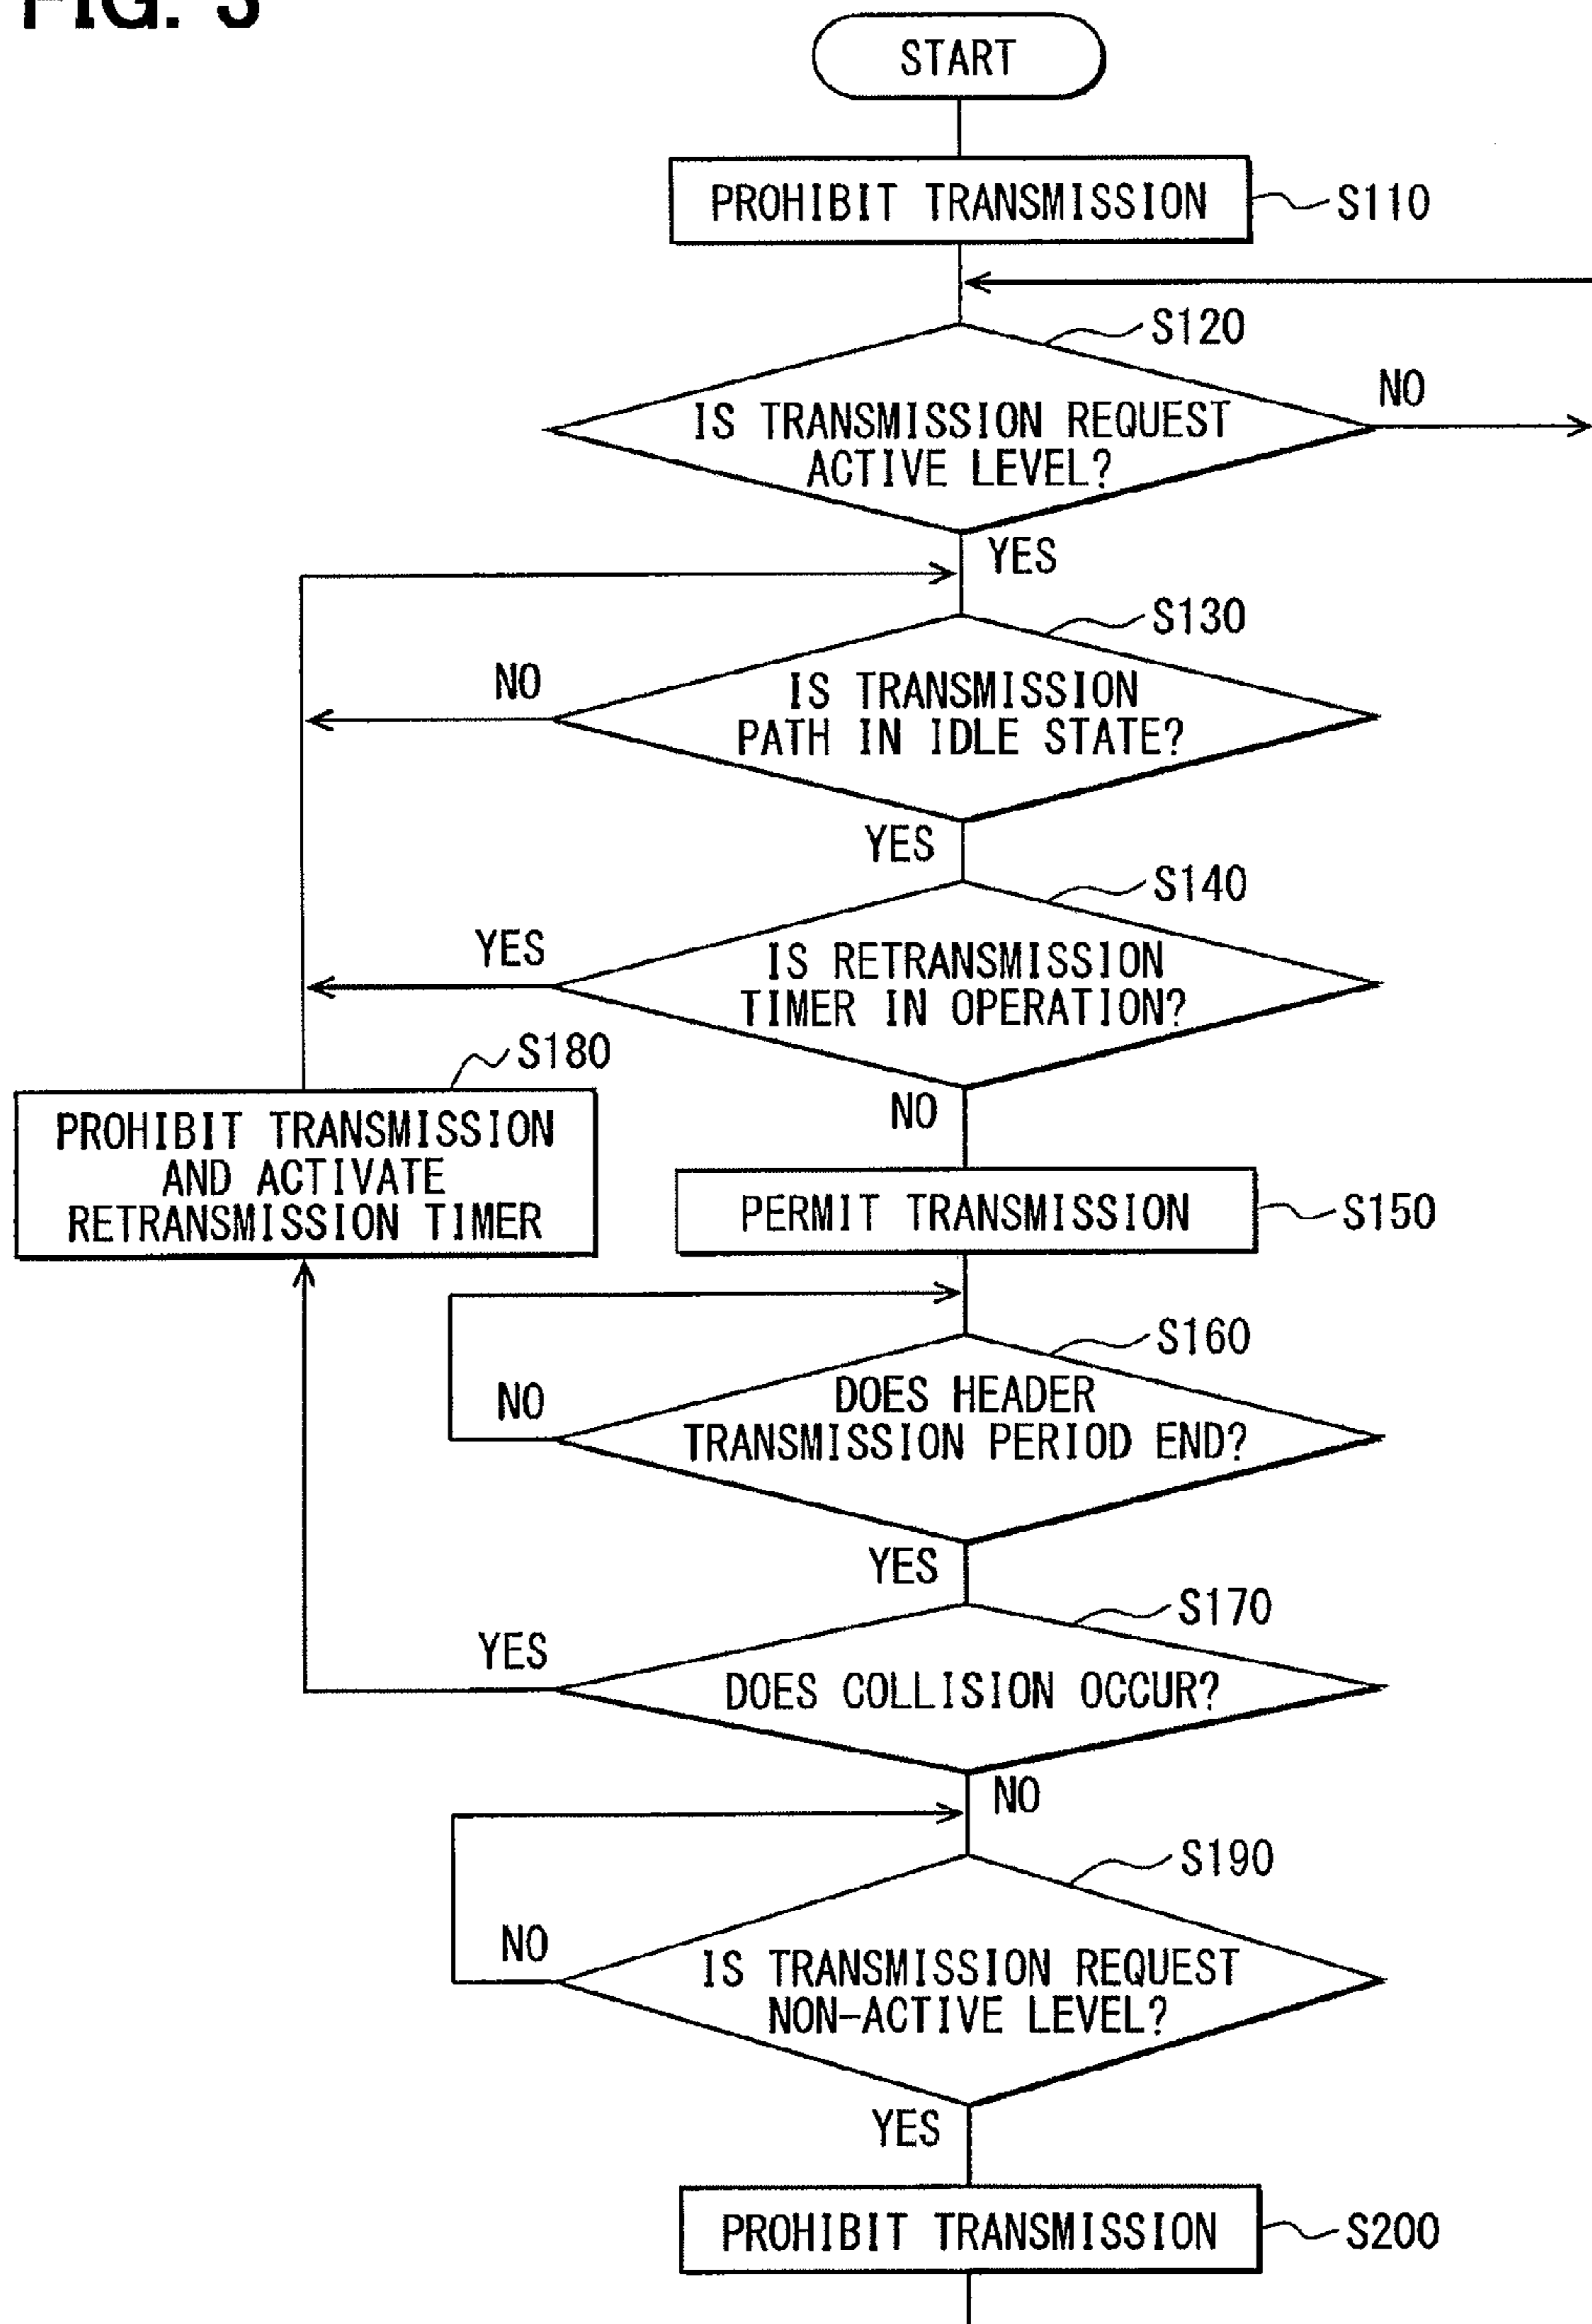 FIG. 3
START
PROHIBIT TRANSMISSION
S110
S120
IS TRANSMISSION REQUEST
ACTIVE LEVEL?
NO
YES
S130
NO
IS TRANSMISSION
PATH IN IDLE STATE?
YES
S140
YES
IS RETRANSMISSION
TIMER IN OPERATION?
NO
S180
PROHIBIT TRANSMISSION
AND ACTIVATE
RETRANSMISSION TIMER
PERMIT TRANSMISSION
S150
S160
NO
DOES HEADER
TRANSMISSION PERIOD END?
YES
S170
YES
DOES COLLISION OCCUR?
NO
S190
NO
IS TRANSMISSION REQUEST
NON-ACTIVE LEVEL?
YES
PROHIBIT TRANSMISSION
S200